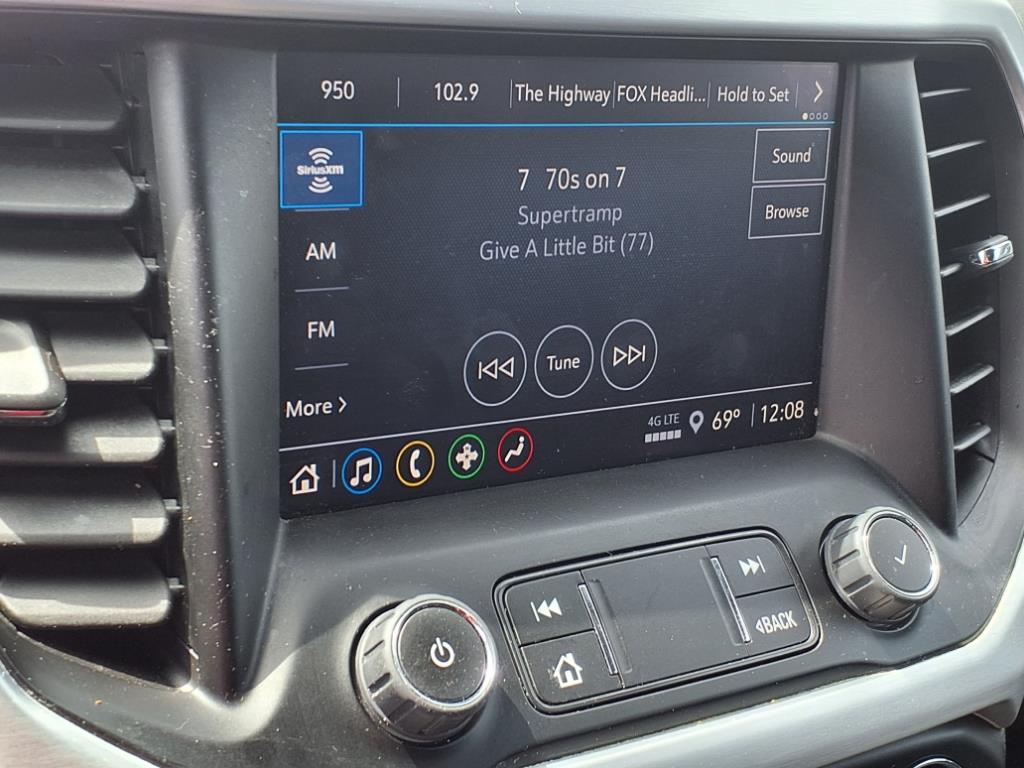 950 102.9 The Highway FOX Headli... Hold to Set >
SiriusXM
7 70s on 7
Sound
Supertramp
Browse
Give A Little Bit (77)
AM
FM
Tune
More >
4G LTE 69° 12:08
BACK